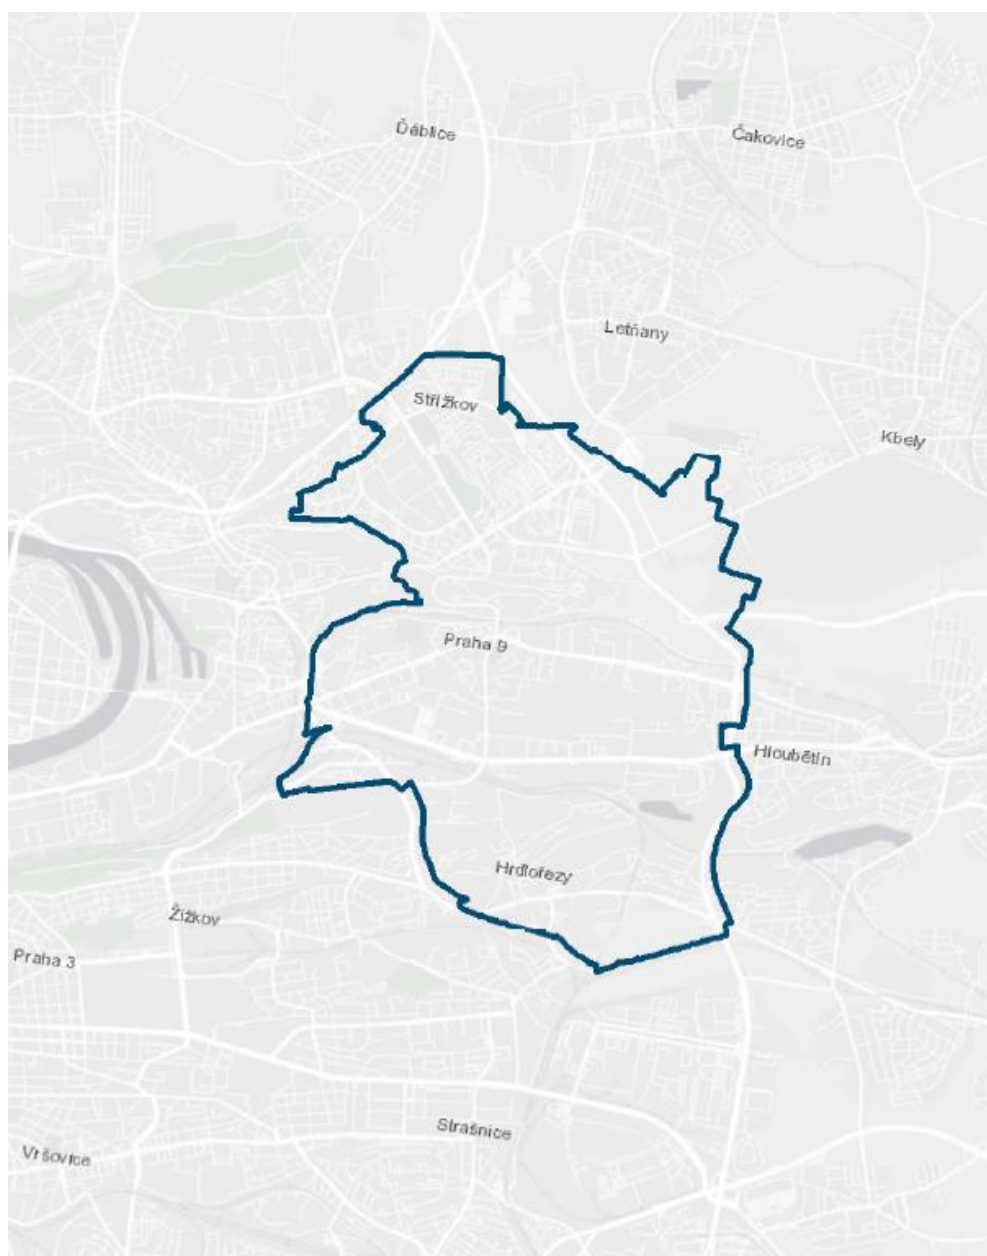 Ďáblice
Čakovice
Letňany
Střížkov
Kbely
Praha 9
Hloubětín
Hrdlořezy
Žižkov
Praha 3
Strašnice
Vršovice